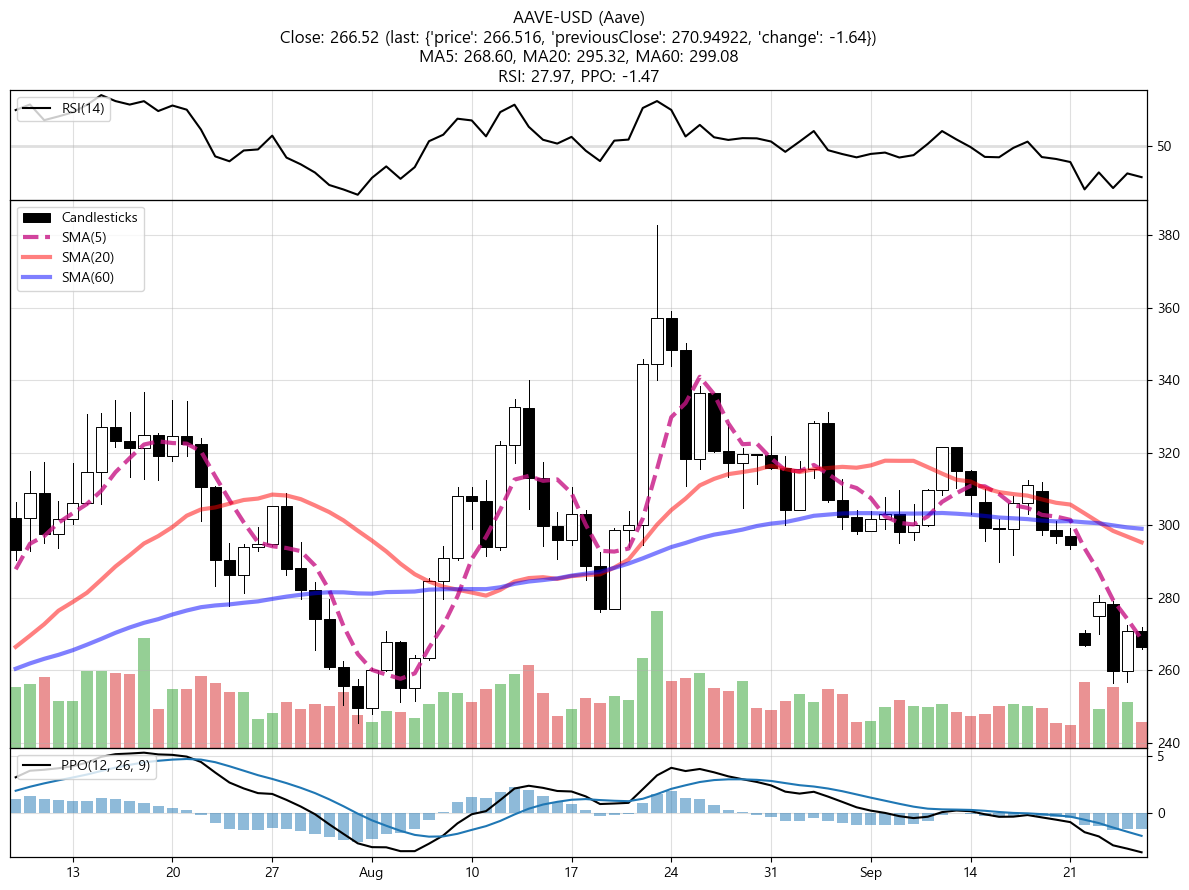 AAVE-USD (Aave)
Close: 266.52 (last: {'price': 266.516, 'previousClose': 270.94922, 'change': -1.64})
MA5: 268.60, MA20: 295.32, MA60: 299.08
RSI: 27.97, PPO: -1.47
RSI(14)
50
Candlesticks
SMA(5)
SMA(20)
SMA(60)
380
360
340
320
300
280
260
240
PPO(12, 26, 9)
5
0
13 20 27 Aug 10 17 24 31 Sep 14 21